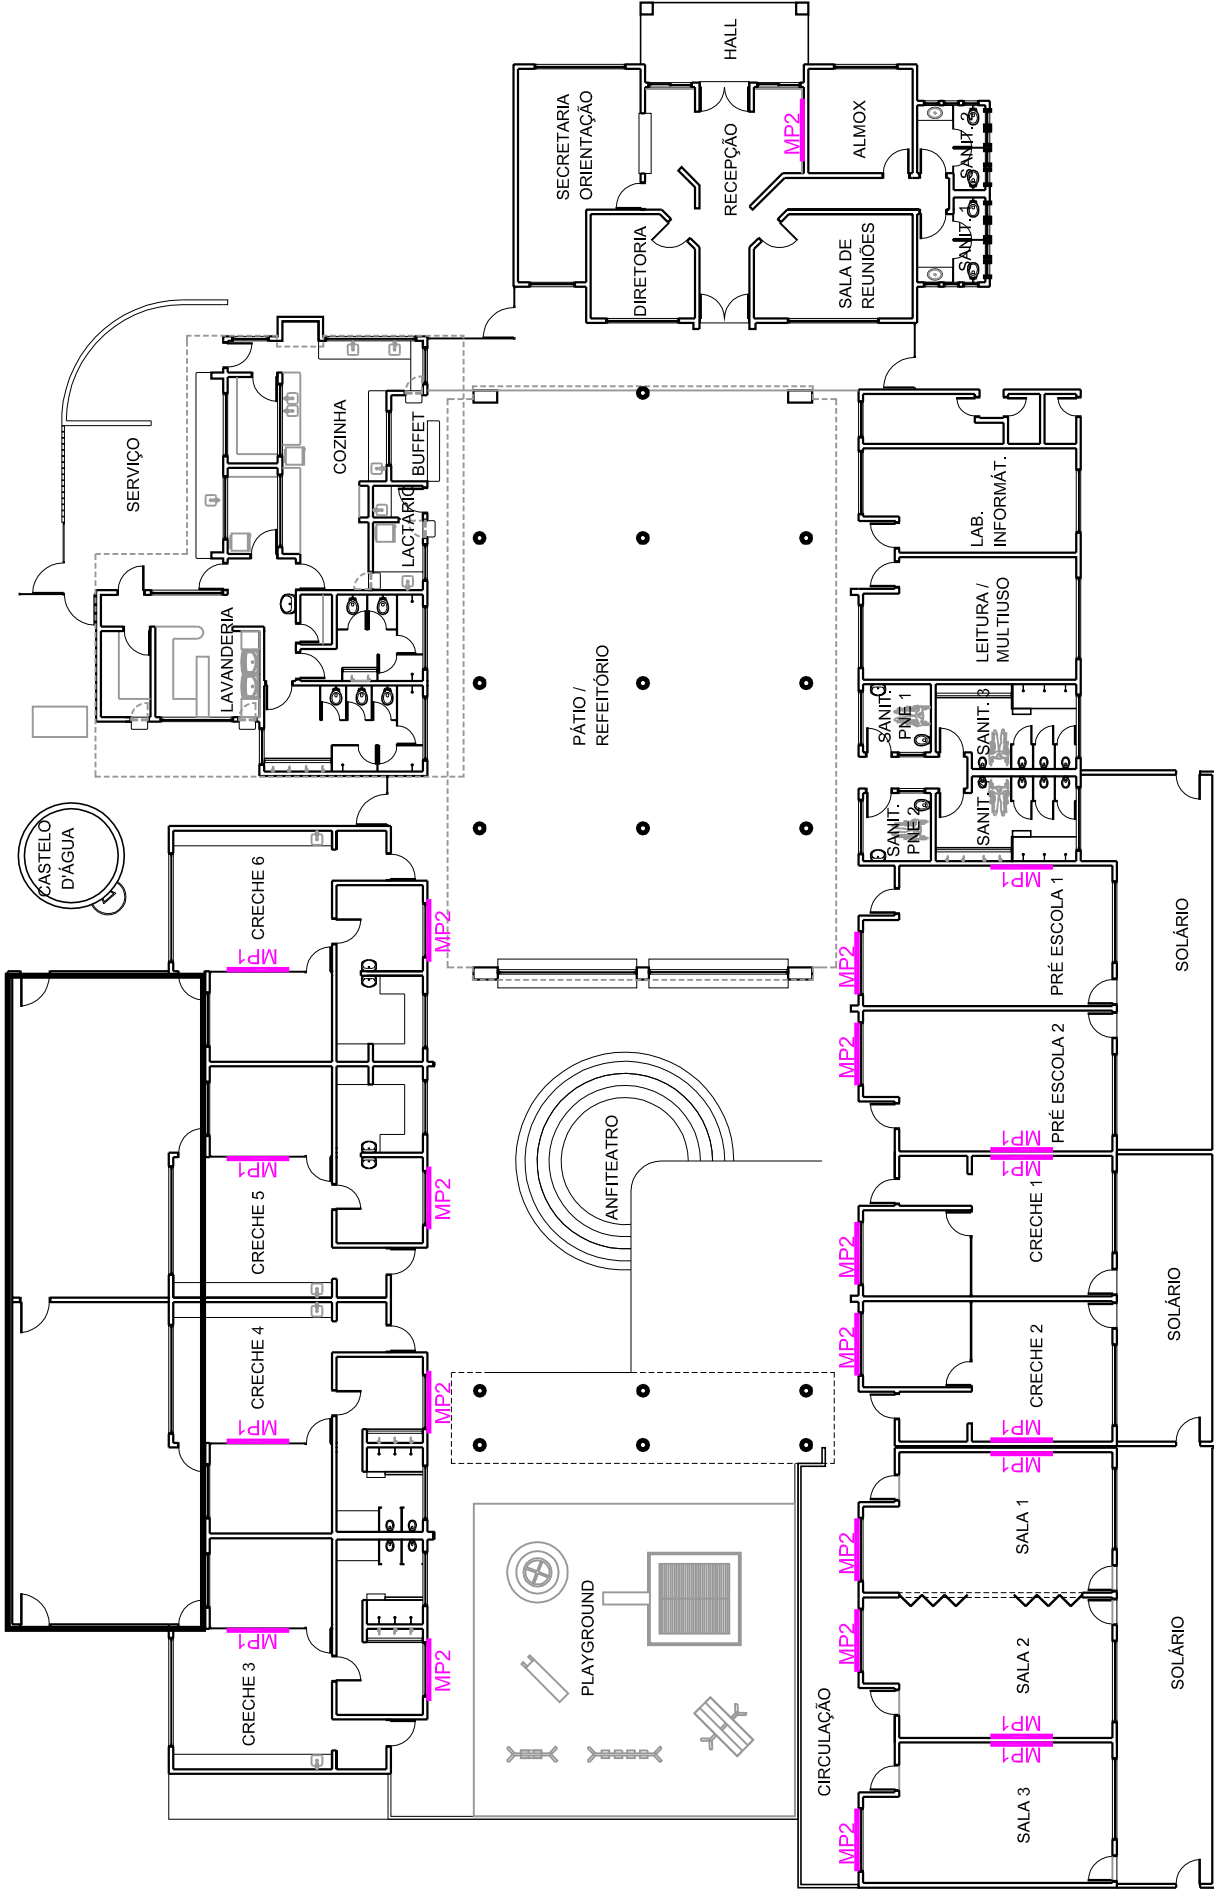 HALL
SECRETARIA
ORIENTAÇÃO
RECEPÇÃO
MP2
ALMOX
SANIT. 2
SANIT. 1
DIRETORIA
SALA DE
REUNIÕES
SERVIÇO
COZINHA
BUFFET
LACTÁRIO
LAVANDERIA
LAB.
INFORMÁT.
LEITURA /
MULTIUSO
PÁTIO /
REFEITÓRIO
SANIT.
PNE 1
SANIT. 3
SANIT.
PNE 2
SANIT.
CASTELO
D'ÁGUA
CRECHE 6
MP1
MP2
MP1
PRÉ ESCOLA 1
MP2
SOLÁRIO
MP2
PRÉ ESCOLA 2
MP1
MP1
CRECHE 5
MP1
MP2
ANFITEATRO
MP2
CRECHE 1
SOLÁRIO
CRECHE 4
MP1
MP2
MP2
CRECHE 2
MP1
MP1
SALA 1
MP2
PLAYGROUND
CRECHE 3
MP1
MP2
MP2
SALA 2
MP1
MP1
SOLÁRIO
CIRCULAÇÃO
MP2
SALA 3